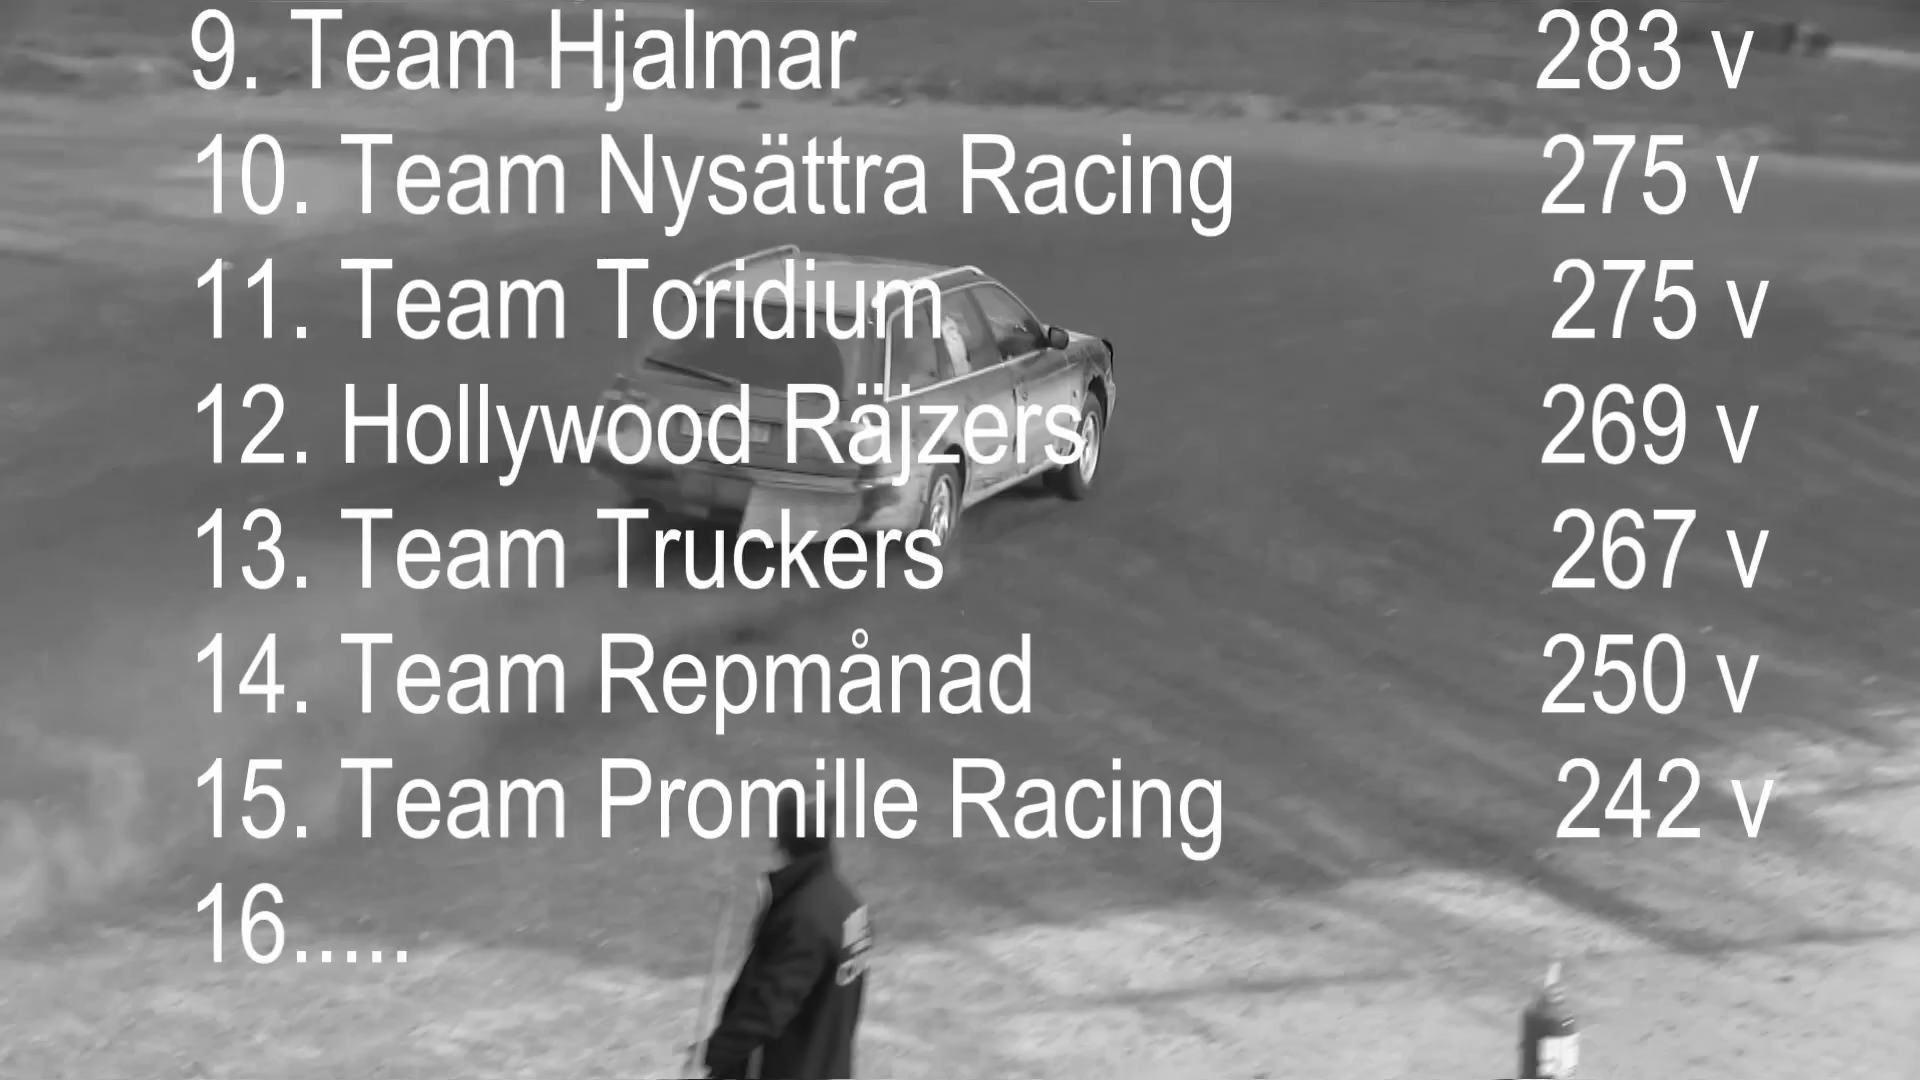 9. Team Hjalmar 283 v
10. Team Nysättra Racing 275 v
11. Team Toridium 275 v
12. Hollywood Räjzers 269 v
13. Team Truckers 267 v
14. Team Repmånad 250 v
15. Team Promille Racing 242 v
16.....